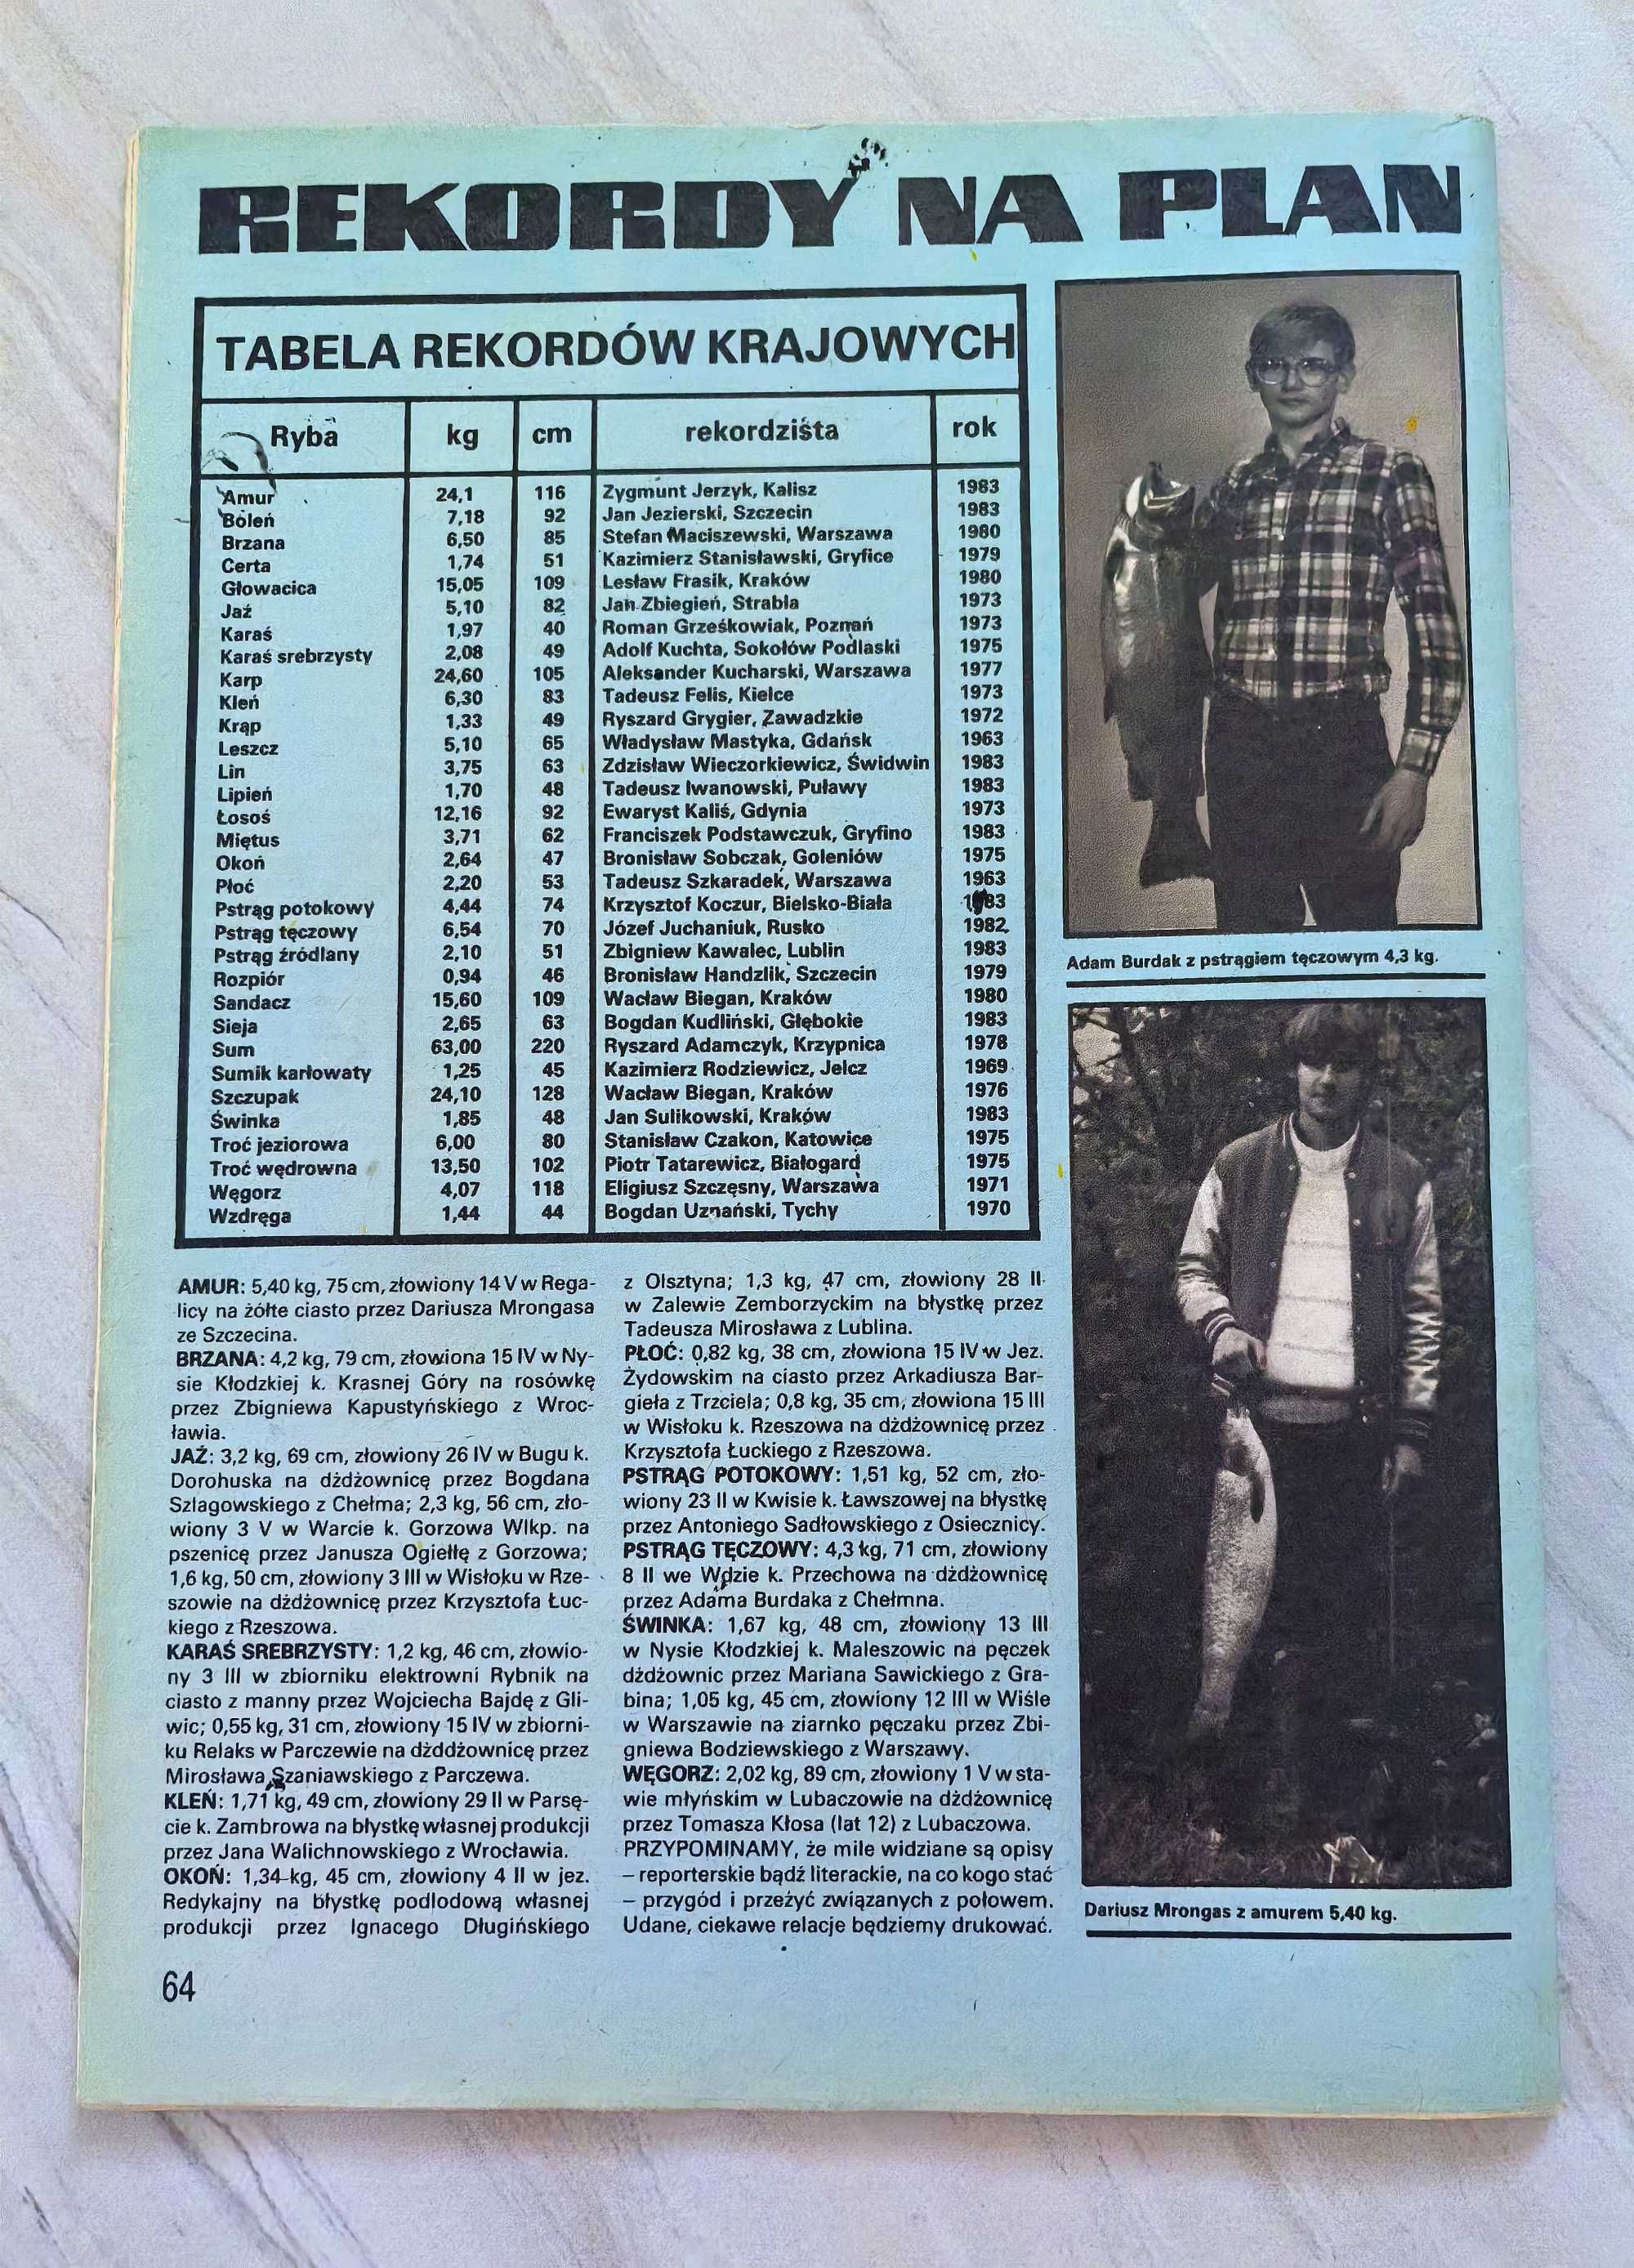 REKORDY NA PLAN
TABELA REKORDÓW KRAJOWYCH
Ryba kg cm rekordzista rok
Amur 24,1 116 Zygmunt Jerzyk, Kalisz 1983
Boleń 7,18 92 Jan Jezierski, Szczecin 1983
Brzana 6,50 85 Stefan Maciszewski, Warszawa 1980
Certa 1,74 51 Kazimierz Stanisławski, Gryfice 1979
Głowacica 15,05 109 Lesław Frasik, Kraków 1980
Jaź 5,10 82 Jan Zbiegień, Strabla 1973
Karaś 1,97 40 Roman Grześkowiak, Poznań 1973
Karaś srebrzysty 2,08 49 Adolf Kuchta, Sokołów Podlaski 1975
Karp 24,60 105 Aleksander Kucharski, Warszawa 1977
Kleń 6,30 83 Tadeusz Felis, Kielce 1973
Krąp 1,33 49 Ryszard Grygier, Zawadzkie 1972
Leszcz 5,10 65 Władysław Mastyka, Gdańsk 1963
Lin 3,75 63 Zdzisław Wieczorkiewicz, Świdwin 1983
Lipień 1,70 48 Tadeusz Iwanowski, Puławy 1983
Łosoś 12,16 92 Ewaryst Kaliś, Gdynia 1973
Miętus 3,71 62 Franciszek Podstawczuk, Gryfino 1983
Okoń 2,64 47 Bronisław Sobczak, Goleniów 1975
Płoć 2,20 53 Tadeusz Szkaradek, Warszawa 1963
Pstrąg potokowy 4,44 74 Krzysztof Koczur, Bielsko-Biała 1983
Pstrąg tęczowy 6,54 70 Józef Juchaniuk, Rusko 1982
Pstrąg źródlany 2,10 51 Zbigniew Kawalec, Lublin 1983
Rozpiór 0,94 46 Bronisław Handzlik, Szczecin 1979
Sandacz 15,60 109 Wacław Biegan, Kraków 1980
Sieja 2,65 63 Bogdan Kudliński, Głębokie 1983
Sum 63,00 220 Ryszard Adamczyk, Krzypnica 1978
Sumik karłowaty 1,25 45 Kazimierz Rodziewicz, Jelcz 1969
Szczupak 24,10 128 Wacław Biegan, Kraków 1976
Świnka 1,85 48 Jan Sulikowski, Kraków 1983
Troć jeziorowa 6,00 80 Stanisław Czakon, Katowice 1975
Troć wędrowna 13,50 102 Piotr Tatarewicz, Białogard 1975
Węgorz 4,07 118 Eligiusz Szczęsny, Warszawa 1971
Wzdręga 1,44 44 Bogdan Uznański, Tychy 1970
Adam Burdak z pstrągiem tęczowym 4,3 kg.
AMUR: 5,40 kg, 75 cm, złowiony 14 V w Rega-
licy na żółte ciasto przez Dariusza Mrongasa
ze Szczecina.
BRZANA: 4,2 kg, 79 cm, złowiona 15 IV w Ny-
sie Kłodzkiej k. Krasnej Góry na rosówkę
przez Zbigniewa Kapustyńskiego z Wroc-
ławia.
JAŹ: 3,2 kg, 69 cm, złowiony 26 IV w Bugu k.
Dorohuska na dżdżownicę przez Bogdana
Szlagowskiego z Chełma; 2,3 kg, 56 cm, zło-
wiony 3 V w Warcie k. Gorzowa Wlkp. na
pszenicę przez Janusza Ogiełłę z Gorzowa;
1,6 kg, 50 cm, złowiony 3 III w Wisłoku w Rze-
szowie na dżdżownicę przez Krzysztofa Łuc-
kiego z Rzeszowa.
KARAŚ SREBRZYSTY: 1,2 kg, 46 cm, złowio-
ny 3 III w zbiorniku elektrowni Rybnik na
ciasto z manny przez Wojciecha Bajdę z Gli-
wic; 0,55 kg, 31 cm, złowiony 15 IV w zbiorni-
ku Relaks w Parczewie na dżddżownicę przez
Mirosława Szaniawskiego z Parczewa.
KLEŃ: 1,71 kg, 49 cm, złowiony 29 II w Parsę-
cie k. Zambrowa na błystkę własnej produkcji
przez Jana Walichnowskiego z Wrocławia.
OKOŃ: 1,34 kg, 45 cm, złowiony 4 II w jez.
Redykajny na błystkę podlodową własnej
produkcji przez Ignacego Długińskiego
z Olsztyna; 1,3 kg, 47 cm, złowiony 28 II
w Zalewie Zemborzyckim na błystkę przez
Tadeusza Mirosława z Lublina.
PŁOĆ: 0,82 kg, 38 cm, złowiona 15 IV w Jez.
Żydowskim na ciasto przez Arkadiusza Bar-
gieła z Trzciela; 0,8 kg, 35 cm, złowiona 15 III
w Wisłoku k. Rzeszowa na dżdżownicę przez
Krzysztofa Łuckiego z Rzeszowa.
PSTRĄG POTOKOWY: 1,51 kg, 52 cm, zło-
wiony 23 II w Kwisie k. Ławszowej na błystkę
przez Antoniego Sadłowskiego z Osiecznicy.
PSTRĄG TĘCZOWY: 4,3 kg, 71 cm, złowiony
8 II we Wdzie k. Przechowa na dżdżownicę
przez Adama Burdaka z Chełmna.
ŚWINKA: 1,67 kg, 48 cm, złowiony 13 III
w Nysie Kłodzkiej k. Maleszowic na pęczek
dżdżownic przez Mariana Sawickiego z Gra-
bina; 1,05 kg, 45 cm, złowiony 12 III w Wiśle
w Warszawie na ziarnko pęczaku przez Zbi-
gniewa Bodziewskiego z Warszawy.
WĘGORZ: 2,02 kg, 89 cm, złowiony 1 V w sta-
wie młyńskim w Lubaczowie na dżdżownicę
przez Tomasza Kłosa (lat 12) z Lubaczowa.
PRZYPOMINAMY, że mile widziane są opisy
– reporterskie bądź literackie, na co kogo stać
– przygód i przeżyć związanych z połowem.
Udane, ciekawe relacje będziemy drukować.
Dariusz Mrongas z amurem 5,40 kg.
64